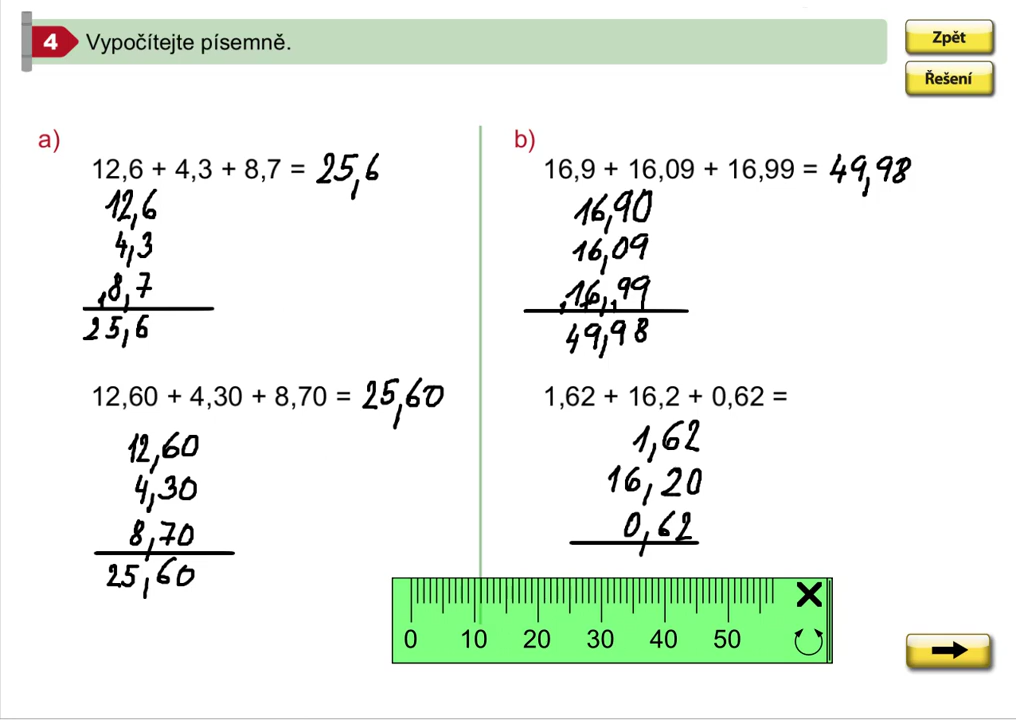 4 Vypočítejte písemně.
Zpět
Řešení
a)
12,6 + 4,3 + 8,7 = 25,6
12,6
4,3
8,7
25,6
12,60 + 4,30 + 8,70 = 25,60
12,60
4,30
8,70
25,60
b)
16,9 + 16,09 + 16,99 = 49,98
16,90
16,09
16,99
49,98
1,62 + 16,2 + 0,62 =
1,62
16,20
0,62
0 10 20 30 40 50